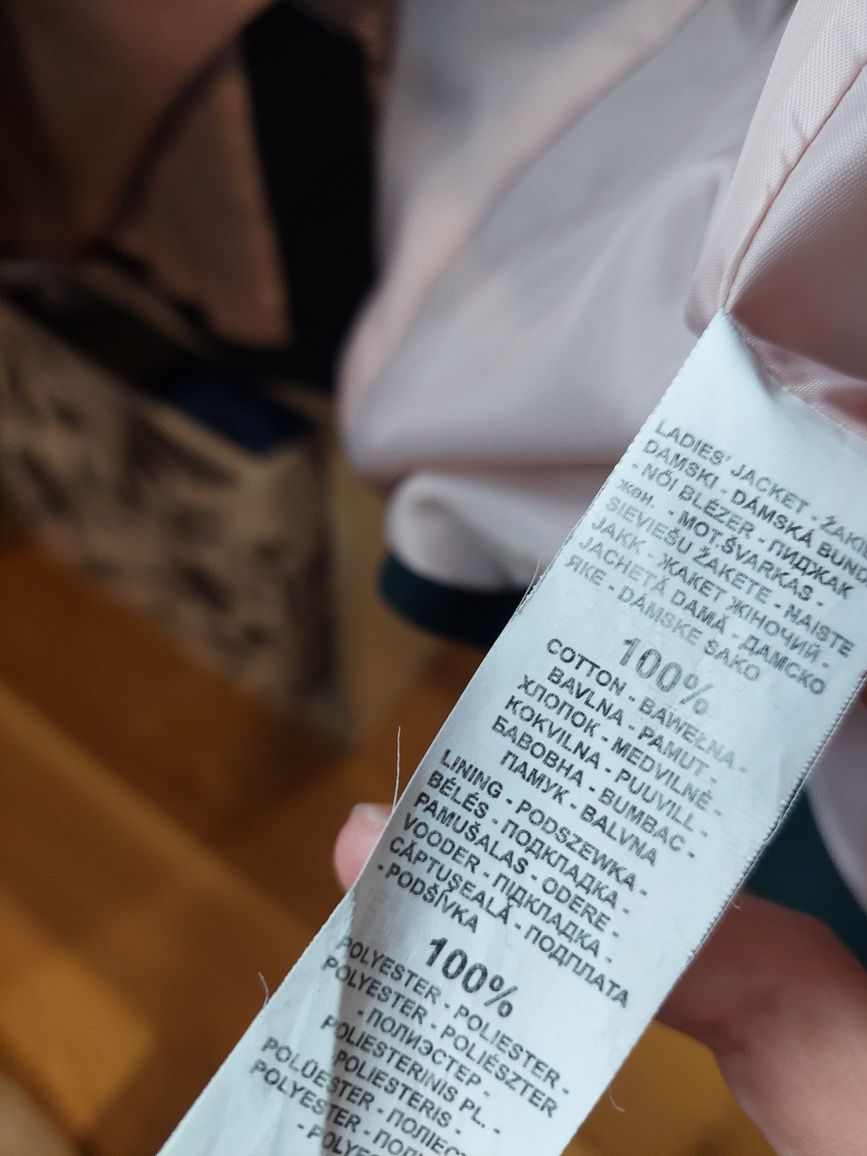 LADIES' JACKET - ŻAKI
DAMSKI - DÁMSKÁ BUND
- NŐI BLÉZER - ПИДЖАК
жен. - MOT.ŠVARKAS -
SIEVIEŠU ŽAKETE - NAISTE
JAKK - ЖАКЕТ ЖІНОЧИЙ -
JACHETĂ DAMĂ - ДАМСКО
ЯКЕ - DÁMSKE SAKO
100%
COTTON - BAWEŁNA -
BAVLNA - PAMUT -
ХЛОПОК - MEDVILNĖ -
KOKVILNA - PUUVILL -
БАВОВНА - BUMBAC -
ПАМУК - BALVNA
LINING - PODSZEWKA -
BÉLÉS - ПОДКЛАДКА -
PAMUŠALAS - ODERE -
VOODER - ПІДКЛАДКА -
CĂPTUŞEALĂ - ПОДПЛАТА
- PODŠÍVKA
100%
POLYESTER - POLIESTER -
POLYESTER - POLIÉSZTER
- ПОЛИЭСТЕР -
POLIESTERINIS PL. -
POLIESTERIS -
POLÜESTER - ПОЛІЕСТ
POLYESTER - ПОЛИ
- POLYE